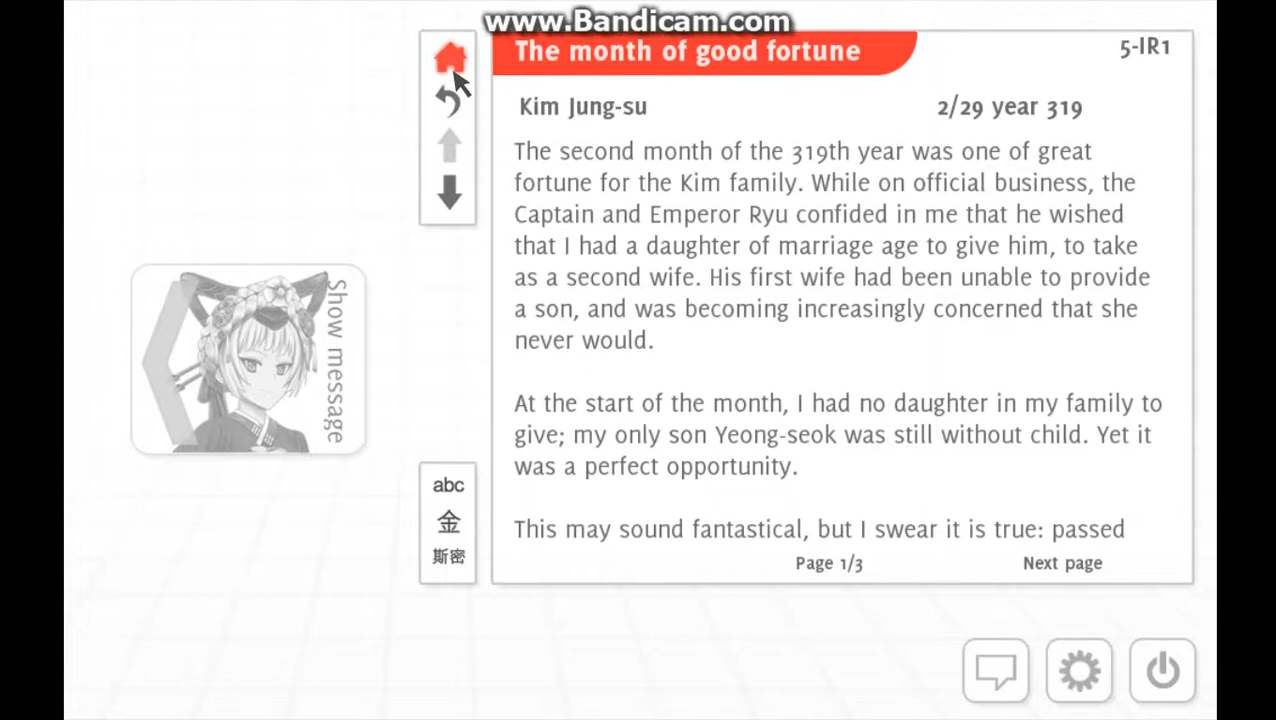 www.Bandicam.com
The month of good fortune
5-IR1
Kim Jung-su
2/29 year 319
The second month of the 319th year was one of great
fortune for the Kim family. While on official business, the
Captain and Emperor Ryu confided in me that he wished
that I had a daughter of marriage age to give him, to take
as a second wife. His first wife had been unable to provide
a son, and was becoming increasingly concerned that she
never would.
At the start of the month, I had no daughter in my family to
give; my only son Yeong-seok was still without child. Yet it
was a perfect opportunity.
This may sound fantastical, but I swear it is true: passed
Page 1/3
Next page
Show message
abc
金
斯密